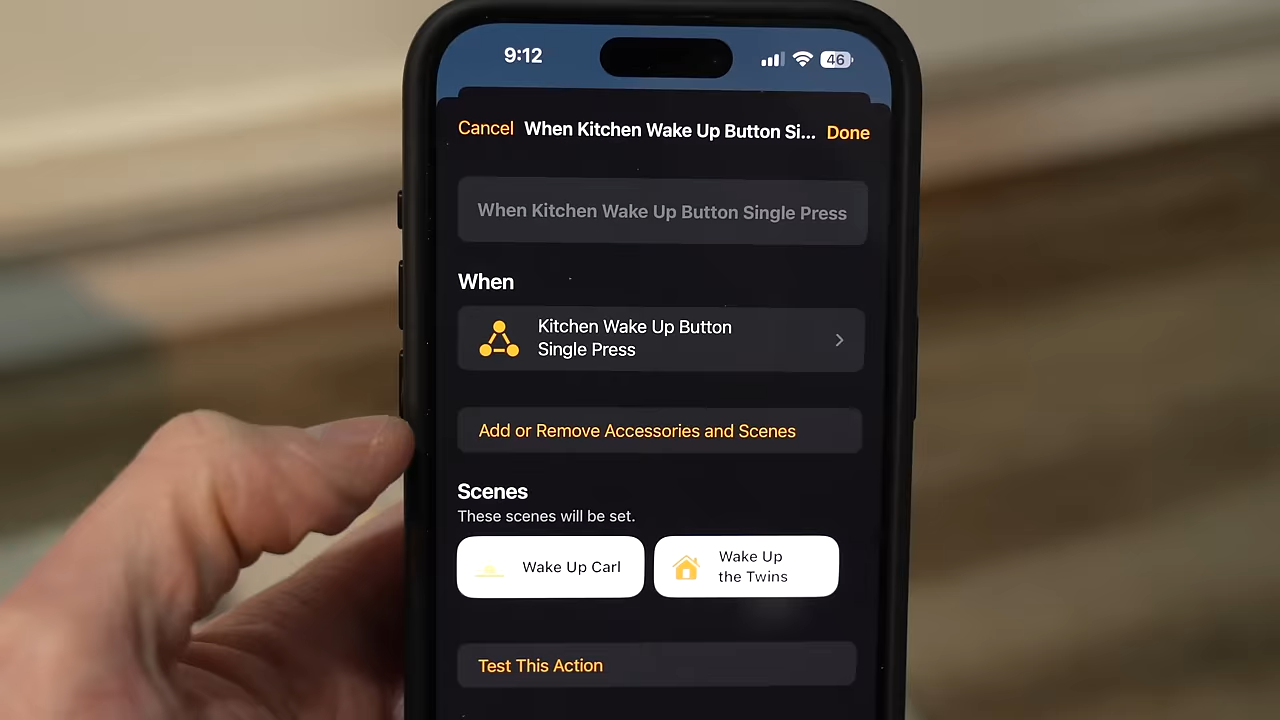 9:12
46
Cancel
When Kitchen Wake Up Button Si...
Done
When Kitchen Wake Up Button Single Press
When
Kitchen Wake Up Button
Single Press
Add or Remove Accessories and Scenes
Scenes
These scenes will be set.
Wake Up Carl
Wake Up
the Twins
Test This Action